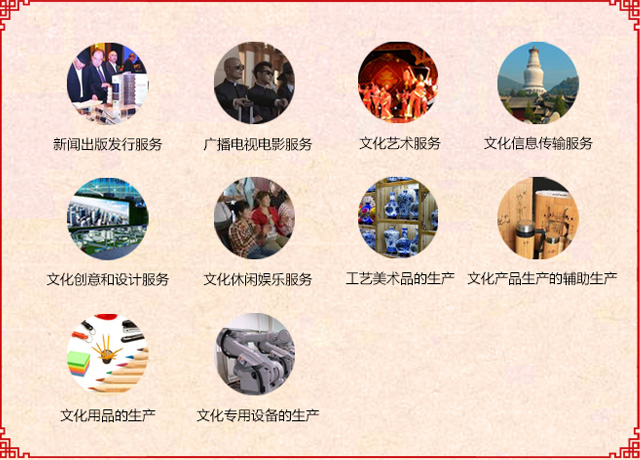 新闻出版发行服务
广播电视电影服务
文化艺术服务
文化信息传输服务
文化创意和设计服务
文化休闲娱乐服务
工艺美术品的生产
文化产品生产的辅助生产
文化用品的生产
文化专用设备的生产